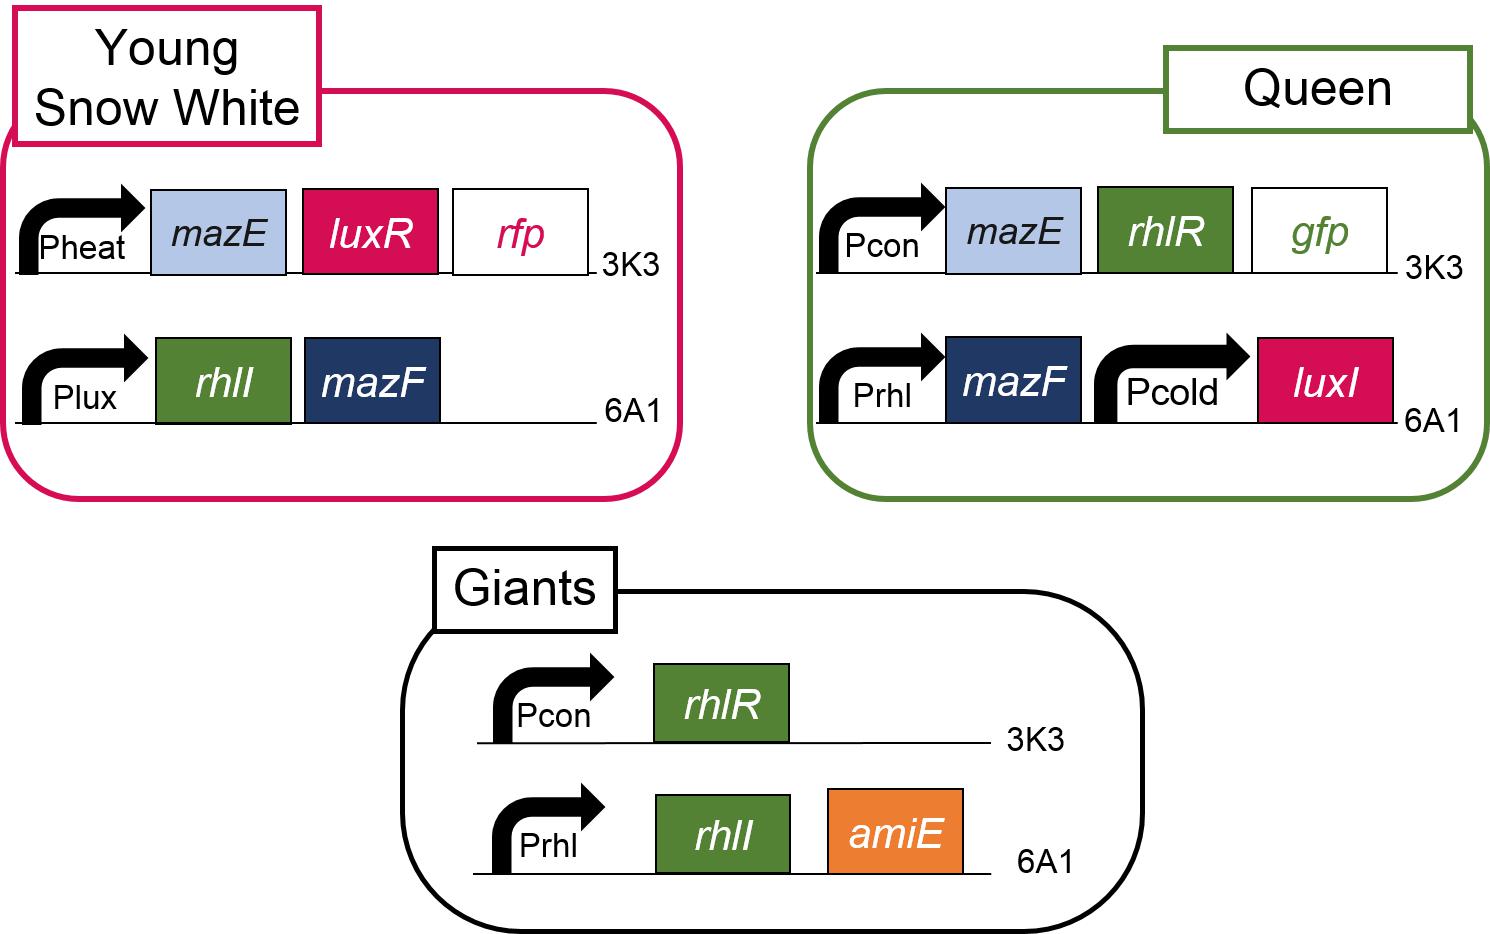 Young
Snow White
Pheat mazE luxR rfp 3K3
Plux rhlI mazF 6A1
Queen
Pcon mazE rhlR gfp 3K3
Prhl mazF Pcold luxI 6A1
Giants
Pcon rhlR 3K3
Prhl rhlI amiE 6A1